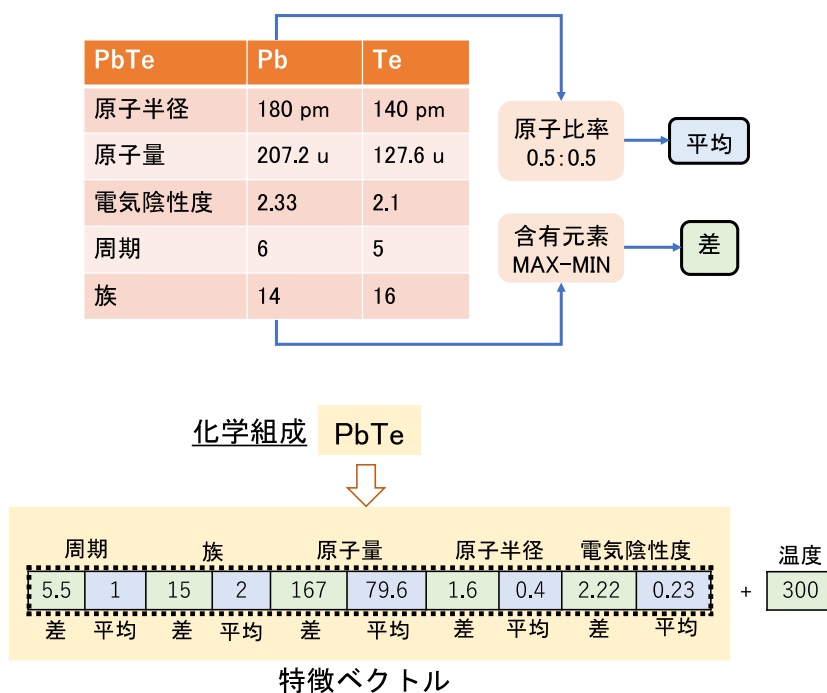 PbTe Pb Te
原子半径 180 pm 140 pm
原子量 207.2 u 127.6 u
電気陰性度 2.33 2.1
周期 6 5
族 14 16
原子比率
0.5:0.5
平均
含有元素
MAX-MIN
差
化学組成 PbTe
周期 族 原子量 原子半径 電気陰性度 温度
5.5 1 15 2 167 79.6 1.6 0.4 2.22 0.23 + 300
差 平均 差 平均 差 平均 差 平均 差 平均
特徴ベクトル